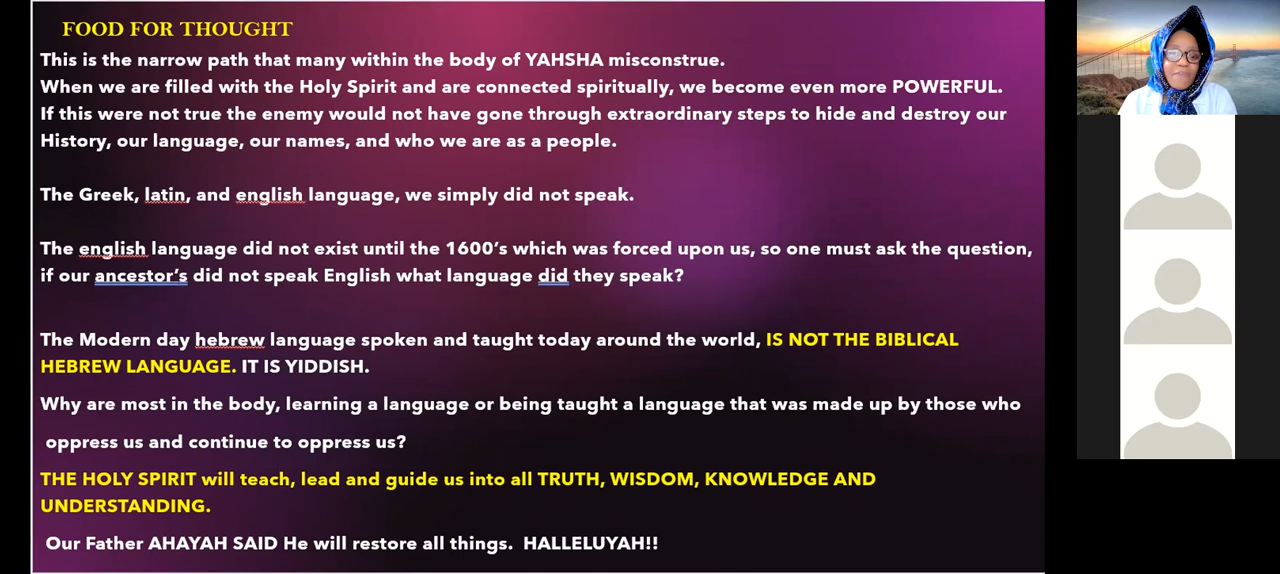 FOOD FOR THOUGHT
This is the narrow path that many within the body of YAHSHA misconstrue.
When we are filled with the Holy Spirit and are connected spiritually, we become even more POWERFUL.
If this were not true the enemy would not have gone through extraordinary steps to hide and destroy our
History, our language, our names, and who we are as a people.
The Greek, latin, and english language, we simply did not speak.
The english language did not exist until the 1600's which was forced upon us, so one must ask the question,
if our ancestor's did not speak English what language did they speak?
The Modern day hebrew language spoken and taught today around the world, IS NOT THE BIBLICAL
HEBREW LANGUAGE. IT IS YIDDISH.
Why are most in the body, learning a language or being taught a language that was made up by those who
oppress us and continue to oppress us?
THE HOLY SPIRIT will teach, lead and guide us into all TRUTH, WISDOM, KNOWLEDGE AND
UNDERSTANDING.
Our Father AHAYAH SAID He will restore all things. HALLELUYAH!!